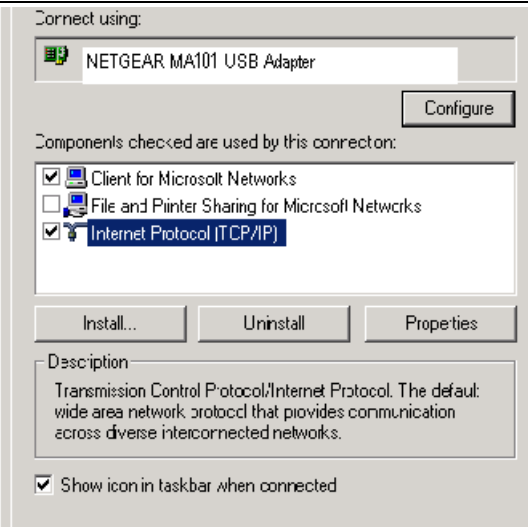 Connect using:
NETGEAR MA101 USB Adapter
Configure
Components checked are used by this connection:
Client for Microsoft Networks
File and Printer Sharing for Microsoft Networks
Internet Protocol (TCP/IP)
Install...
Uninstall
Properties
Description
Transmission Control Protocol/Internet Protocol. The default
wide area network protocol that provides communication
across diverse interconnected networks.
Show icon in taskbar when connected